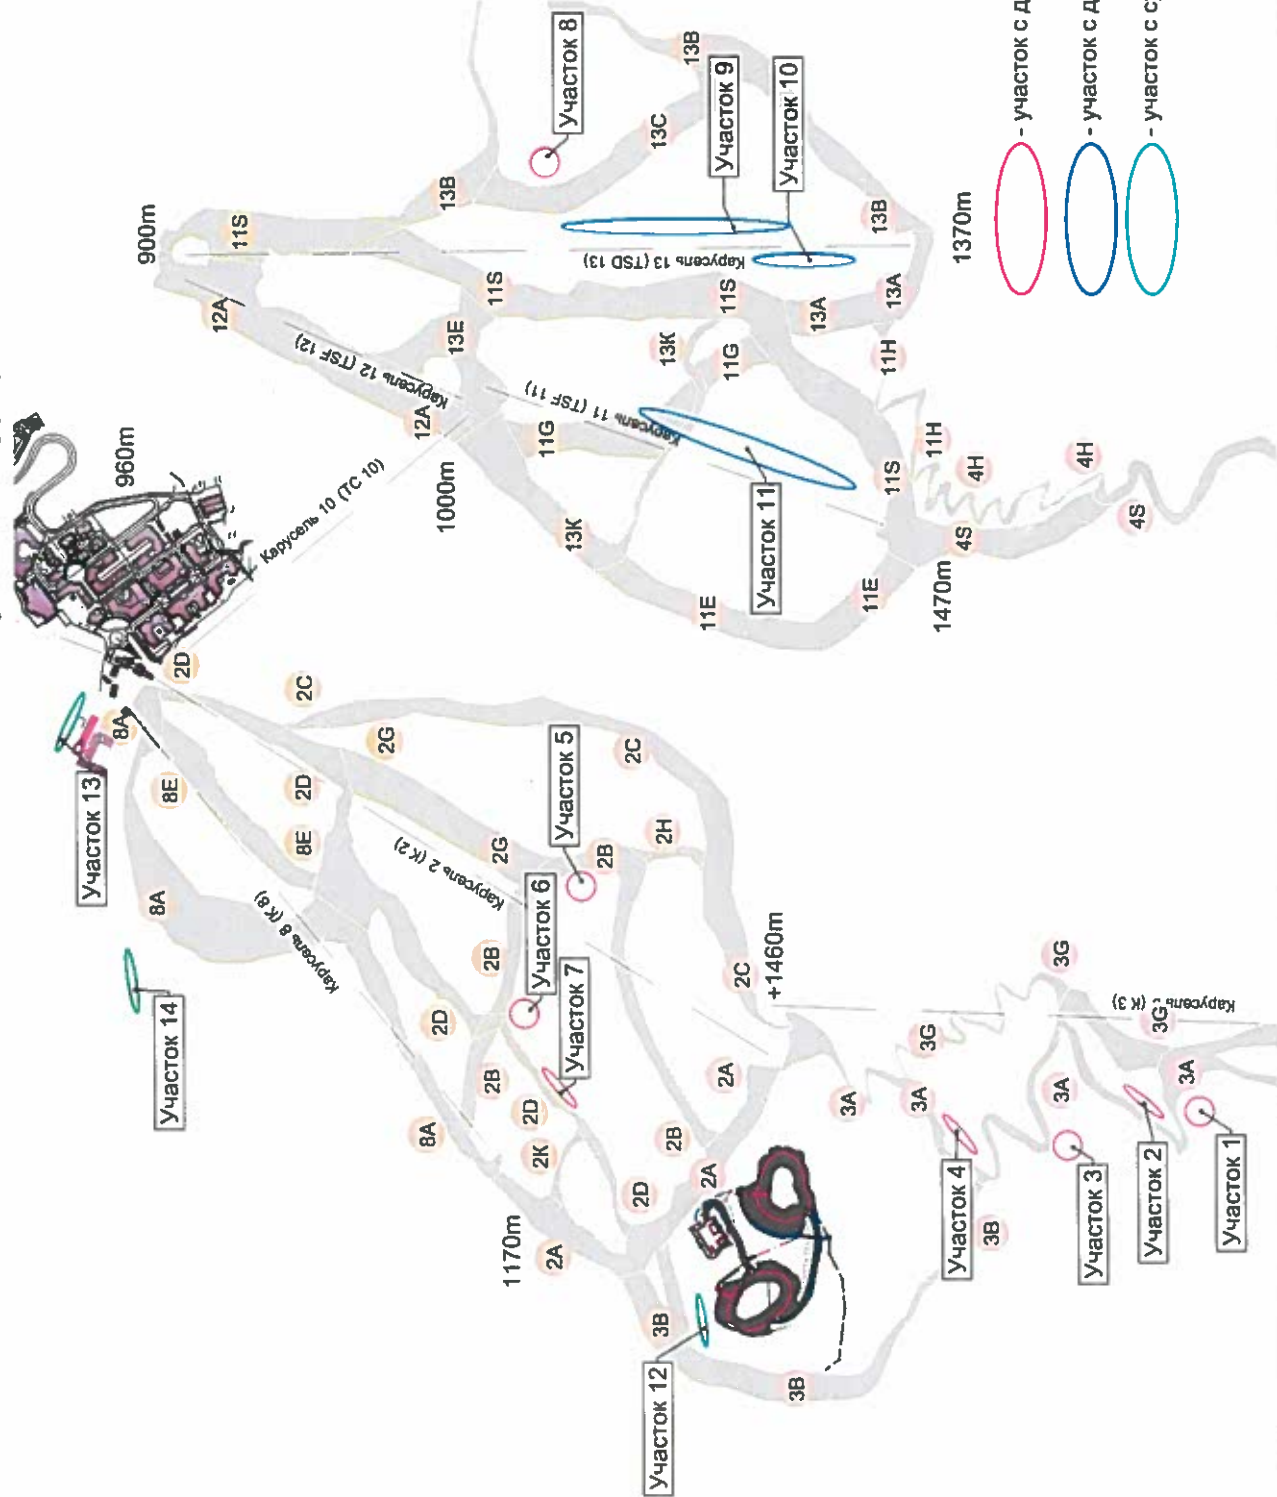 900m
960m
1000m
1370m
1470m
+1460m
1170m
Участок 8
Участок 9
Участок 10
Участок 11
Участок 13
Участок 14
Участок 5
Участок 6
Участок 7
Участок 12
Участок 4
Участок 3
Участок 2
Участок 1
- участок с д
- участок с д
- участок с с
Карусель 10 (TC 10)
Карусель 12 (TSF 12)
Карусель 11 (TSF 11)
Карусель 13 (TSD 13)
Карусель 8 (К 8)
Карусель 2 (К 2)
Карусель (К 3)
11S
12A
13B
13B
13C
13E
11S
12A
11G
13K
11G
11S
13A
13A
13B
11H
13K
11E
11E
11S
11H
4H
4H
4S
4S
2D
8A
8E
2C
2G
2D
8E
8A
2C
2H
2G
2B
2B
2D
2B
2D
8A
2K
2D
2B
2A
2C
2A
2A
3B
3B
3B
3A
3G
3A
3G
3A
3G
3A